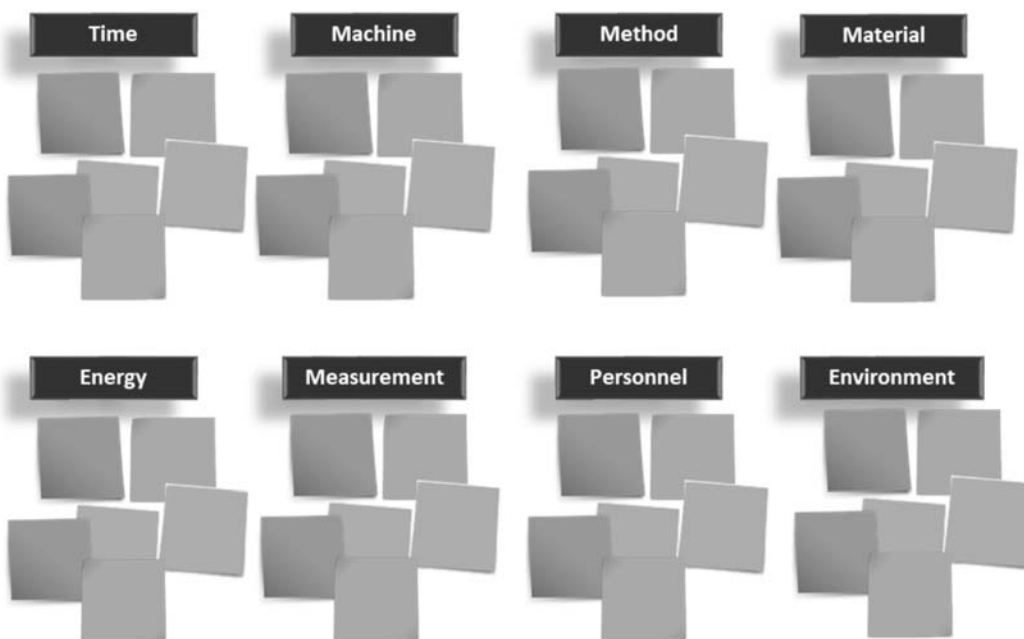 Time
Machine
Method
Material
Energy
Measurement
Personnel
Environment